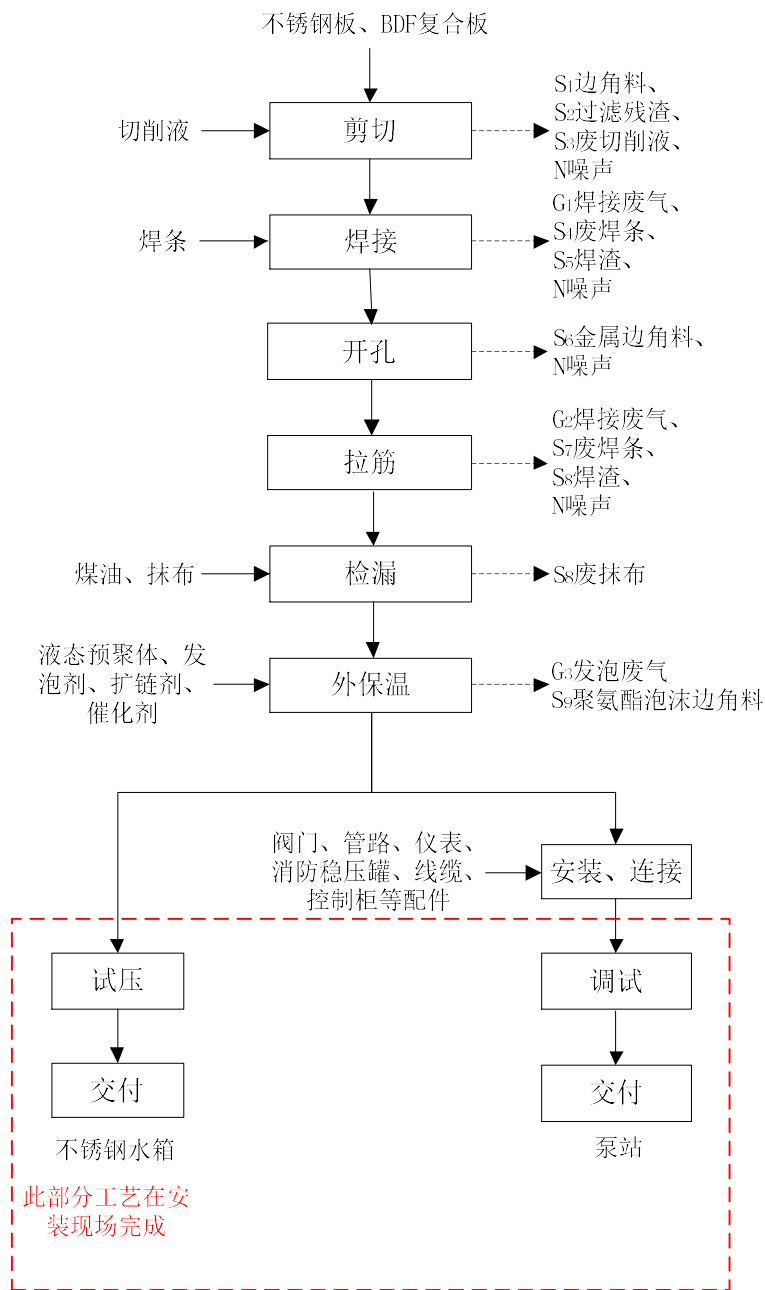 不锈钢板、BDF复合板
切削液
剪切
S1边角料、
S2过滤残渣、
S3废切削液、
N噪声
焊条
焊接
G1焊接废气、
S4废焊条、
S5焊渣、
N噪声
开孔
S6金属边角料、
N噪声
拉筋
G2焊接废气、
S7废焊条、
S8焊渣、
N噪声
煤油、抹布
检漏
S8废抹布
液态预聚体、发
泡剂、扩链剂、
催化剂
外保温
G3发泡废气
S9聚氨酯泡沫边角料
阀门、管路、仪表、
消防稳压罐、线缆、
控制柜等配件
安装、连接
试压
调试
交付
交付
不锈钢水箱
泵站
此部分工艺在安
装现场完成